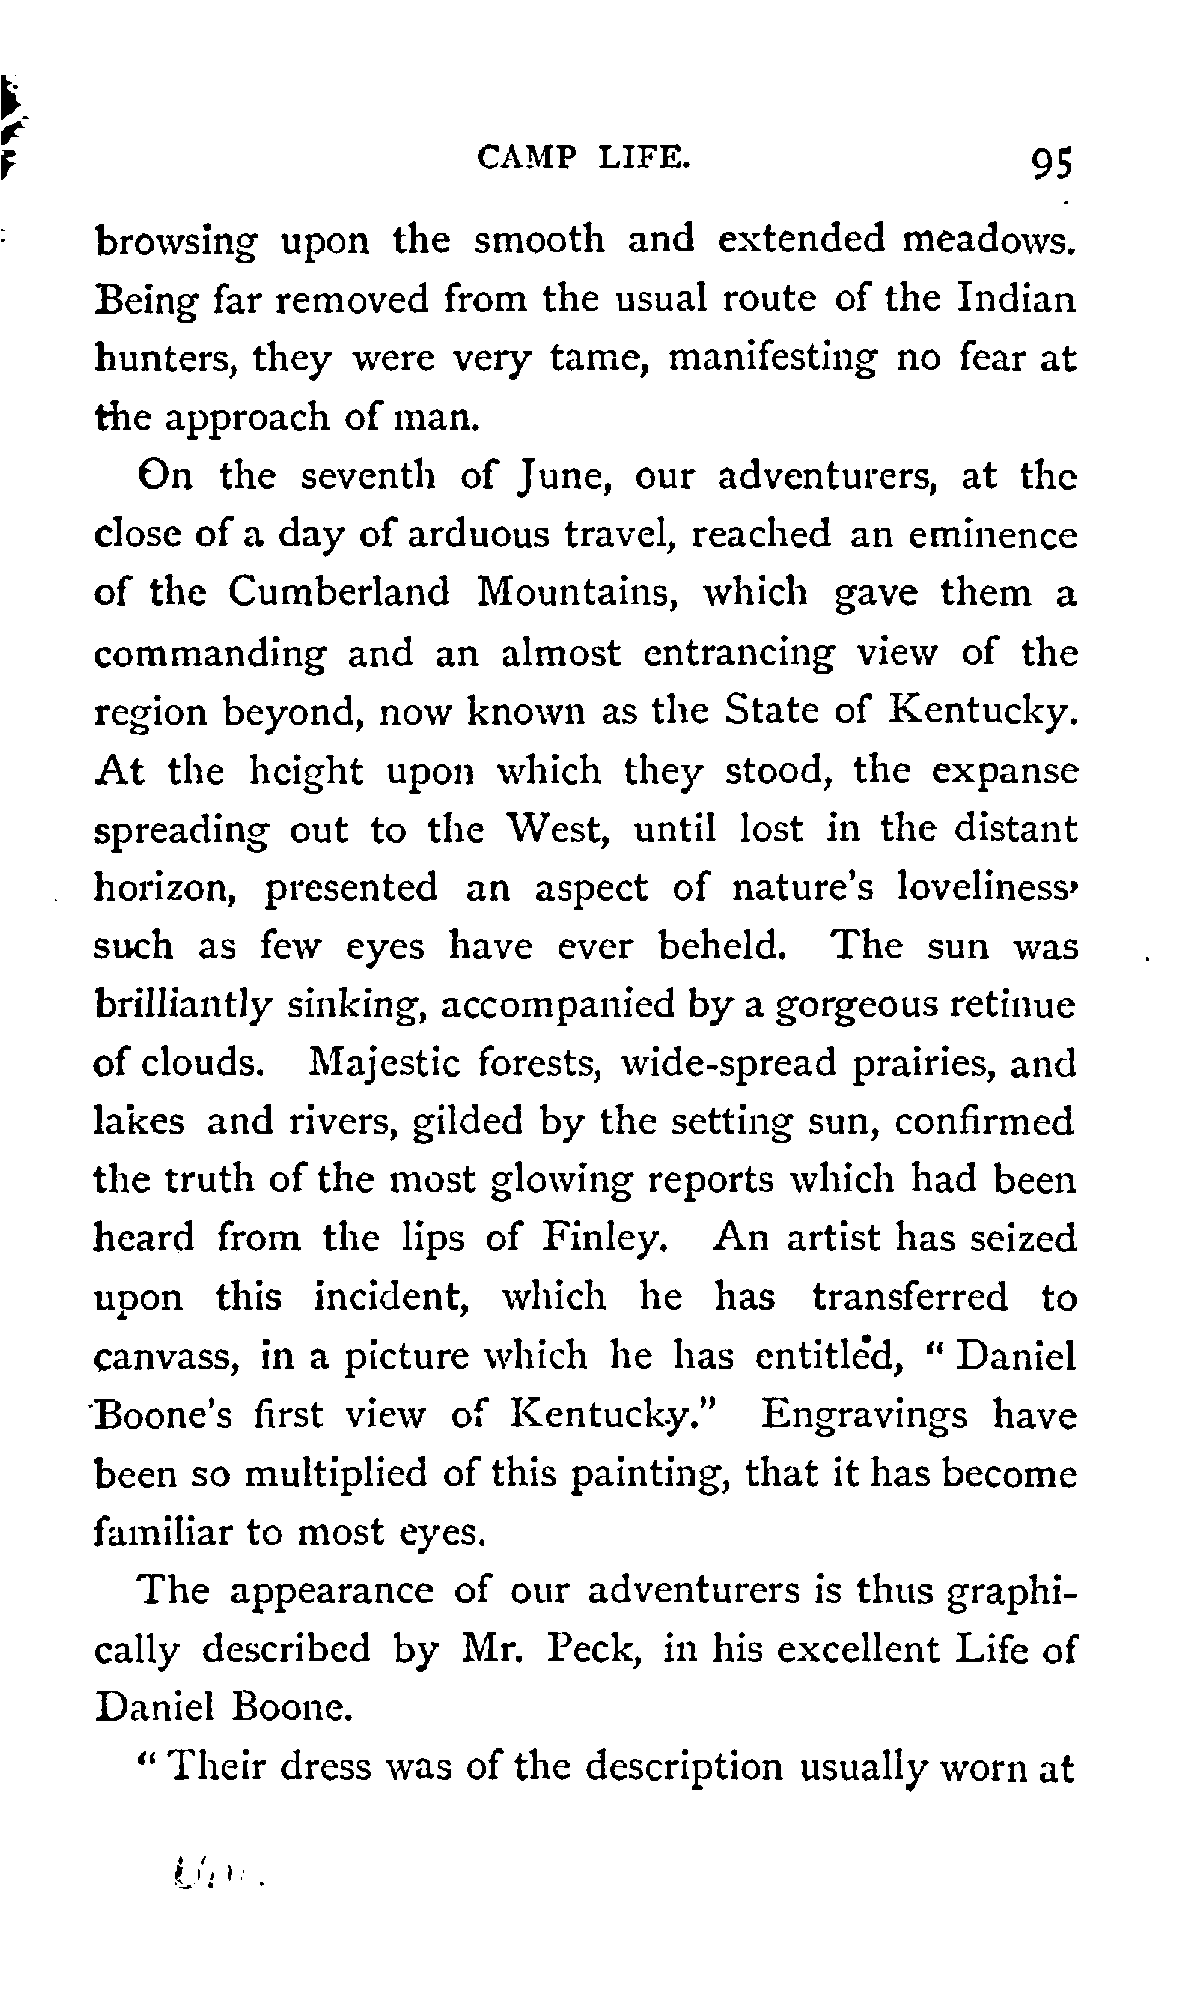 CAMP LIFE. 95
browsing upon the smooth and extended meadows.
Being far removed from the usual route of the Indian
hunters, they were very tame, manifesting no fear at
the approach of man.
On the seventh of June, our adventurers, at the
close of a day of arduous travel, reached an eminence
of the Cumberland Mountains, which gave them a
commanding and an almost entrancing view of the
region beyond, now known as the State of Kentucky.
At the height upon which they stood, the expanse
spreading out to the West, until lost in the distant
horizon, presented an aspect of nature's loveliness,
such as few eyes have ever beheld. The sun was
brilliantly sinking, accompanied by a gorgeous retinue
of clouds. Majestic forests, wide-spread prairies, and
lakes and rivers, gilded by the setting sun, confirmed
the truth of the most glowing reports which had been
heard from the lips of Finley. An artist has seized
upon this incident, which he has transferred to
canvass, in a picture which he has entitled, " Daniel
Boone's first view of Kentucky." Engravings have
been so multiplied of this painting, that it has become
familiar to most eyes.
The appearance of our adventurers is thus graphi-
cally described by Mr. Peck, in his excellent Life of
Daniel Boone.
" Their dress was of the description usually worn at